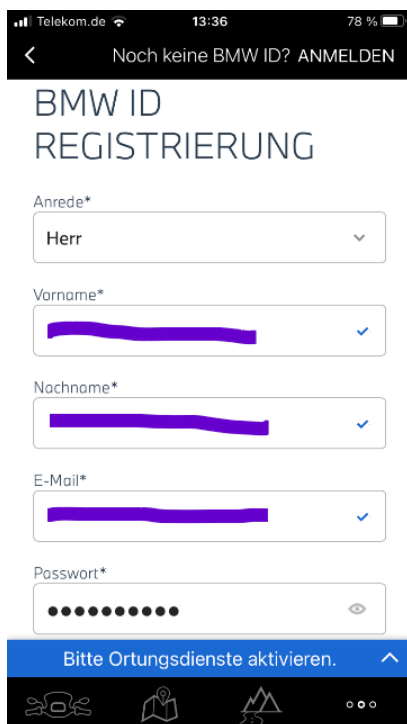 Telekom.de 13:36 78 %
Noch keine BMW ID? ANMELDEN
BMW ID
REGISTRIERUNG
Anrede*
Herr
Vorname*
Nachname*
E-Mail*
Passwort*
●●●●●●●●●●
Bitte Ortungsdienste aktivieren.